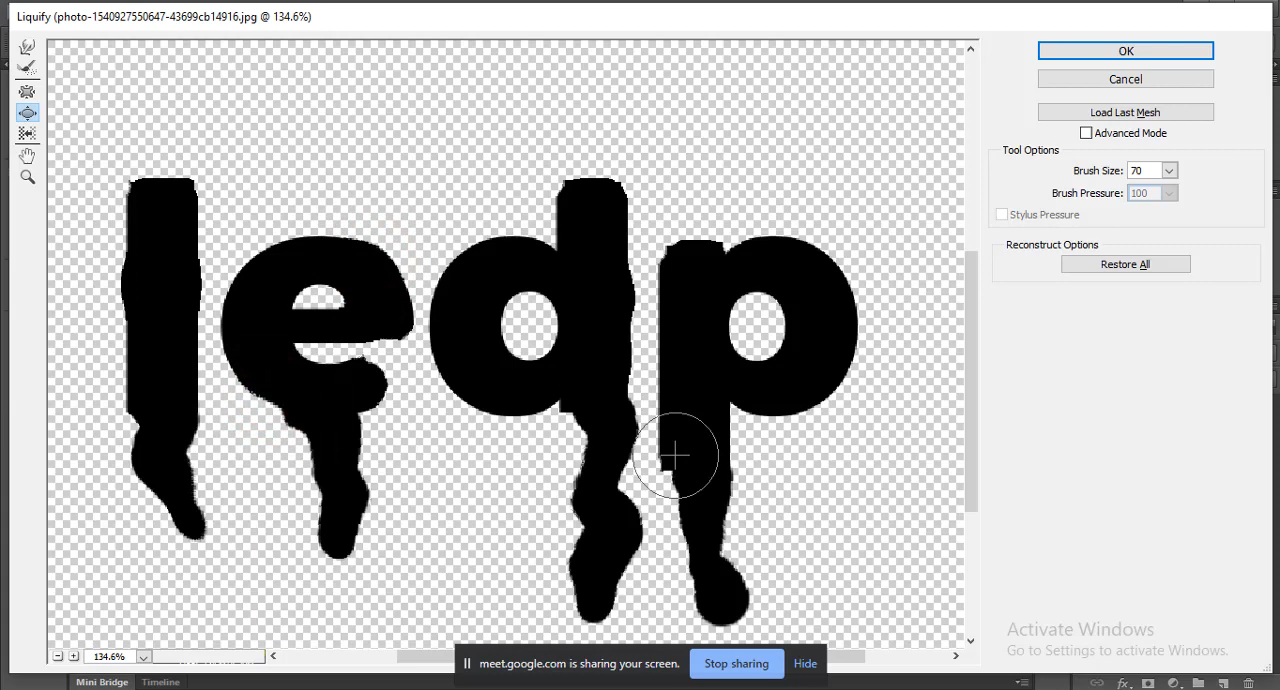 Liquify (photo-1540927550647-43699cb14916.jpg @ 134.6%)
OK
Cancel
Load Last Mesh
Advanced Mode
Tool Options
Brush Size: 70
Brush Pressure: 100
Stylus Pressure
Reconstruct Options
Restore All
ledp
Activate Windows
Go to Settings to activate Windows.
134.6%
meet.google.com is sharing your screen.
Stop sharing
Hide
Mini Bridge
Timeline
fx